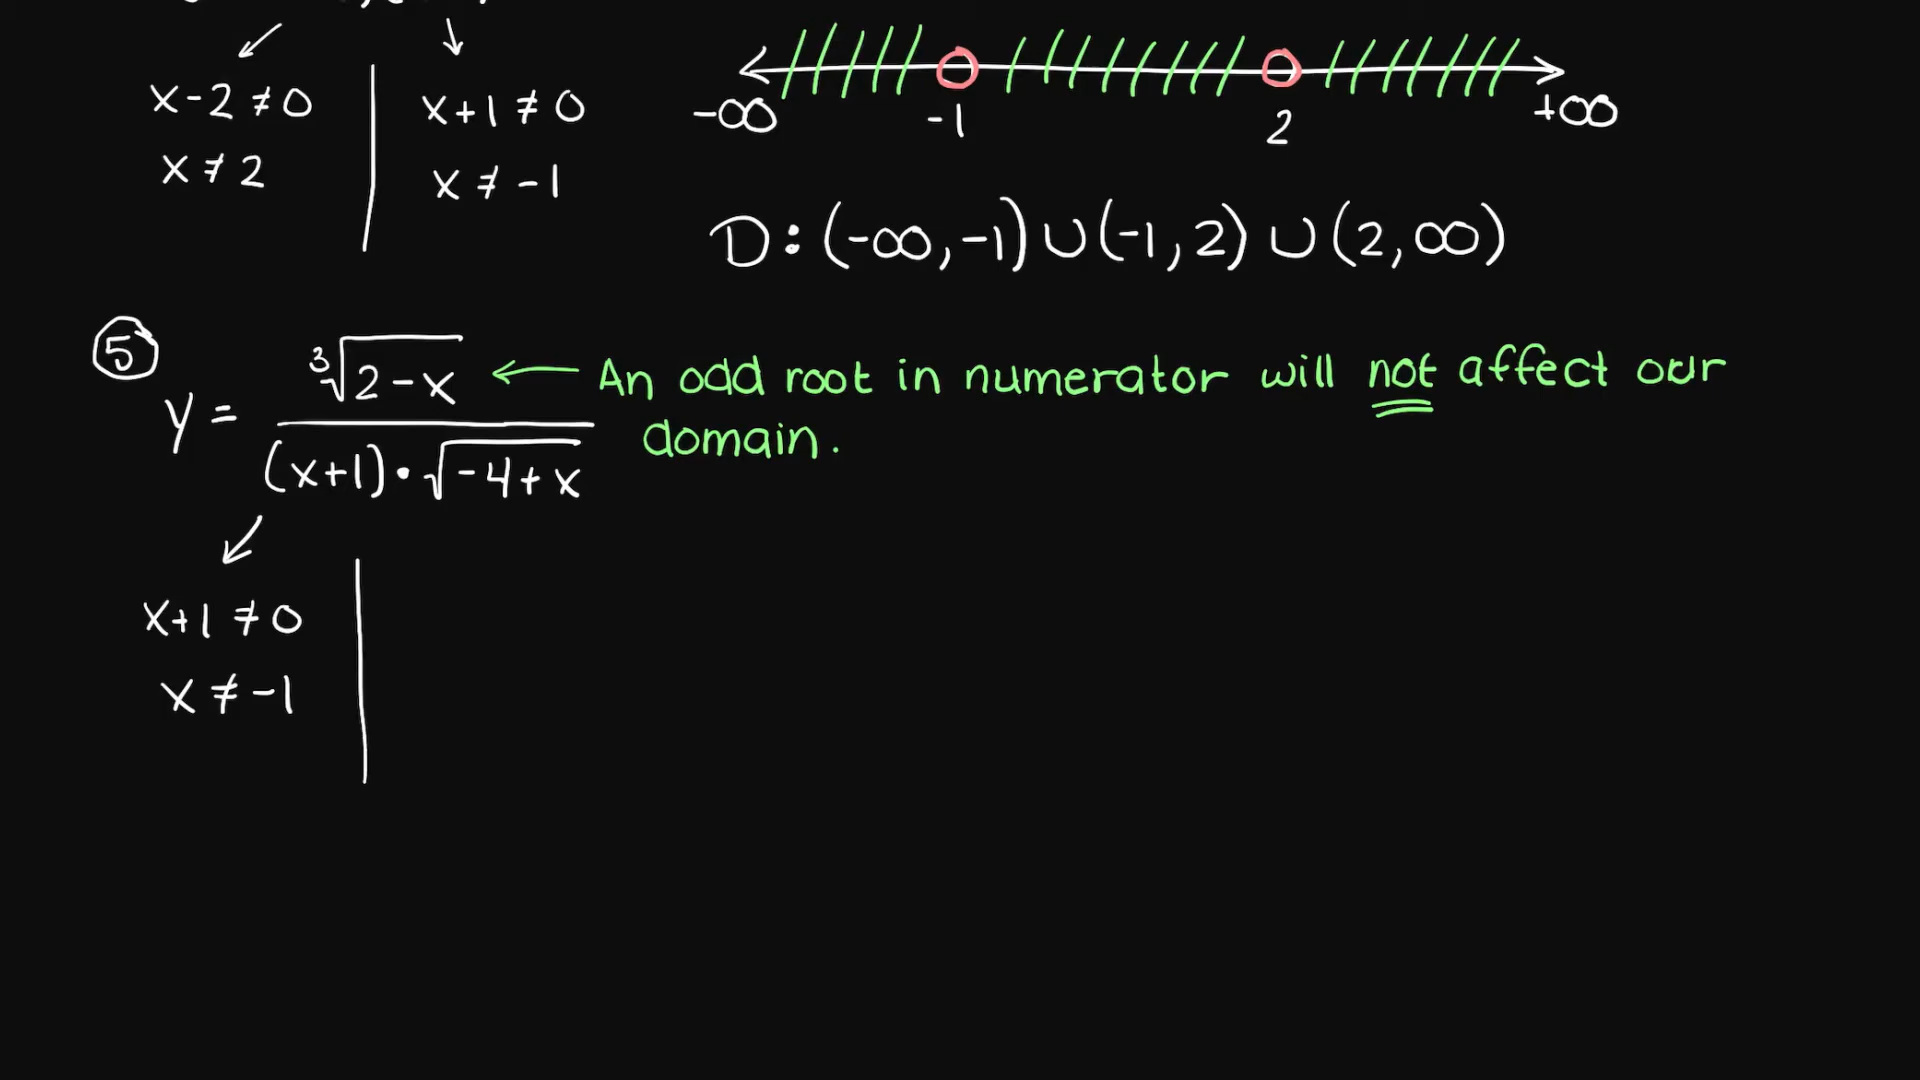 x-2≠0
x+1≠0
x≠2
x≠-1
-∞ -1 2 +∞
D: (-∞,-1)∪(-1,2)∪(2,∞)
5
y = ∛(2-x) / ((x+1)•√(-4+x))
← An odd root in numerator will not affect our
domain.
x+1≠0
x≠-1